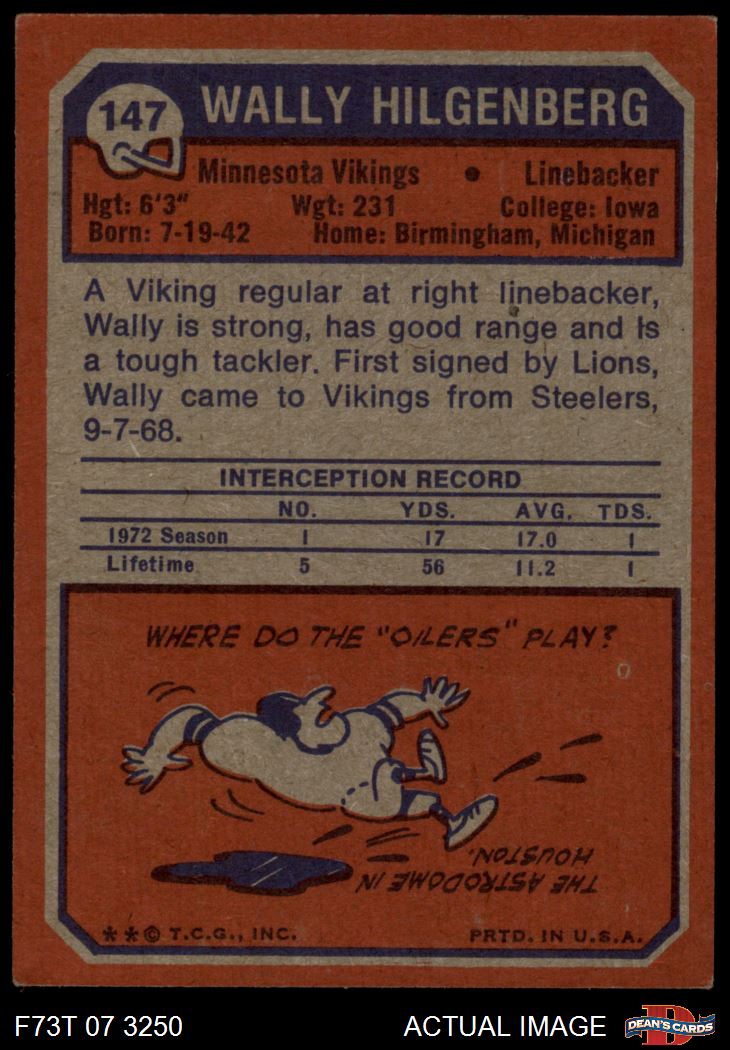 147
WALLY HILGENBERG
Minnesota Vikings • Linebacker
Hgt: 6'3" Wgt: 231 College: Iowa
Born: 7-19-42 Home: Birmingham, Michigan
A Viking regular at right linebacker,
Wally is strong, has good range and is
a tough tackler. First signed by Lions,
Wally came to Vikings from Steelers,
9-7-68.
INTERCEPTION RECORD
NO. YDS. AVG. TDS.
1972 Season 1 17 17.0 1
Lifetime 5 56 11.2 1
WHERE DO THE "OILERS" PLAY?
THE ASTRODOME IN
HOUSTON.
* * © T.C.G., INC. PRTD. IN U.S.A.
F73T 07 3250 ACTUAL IMAGE
D
DEAN'S CARDS